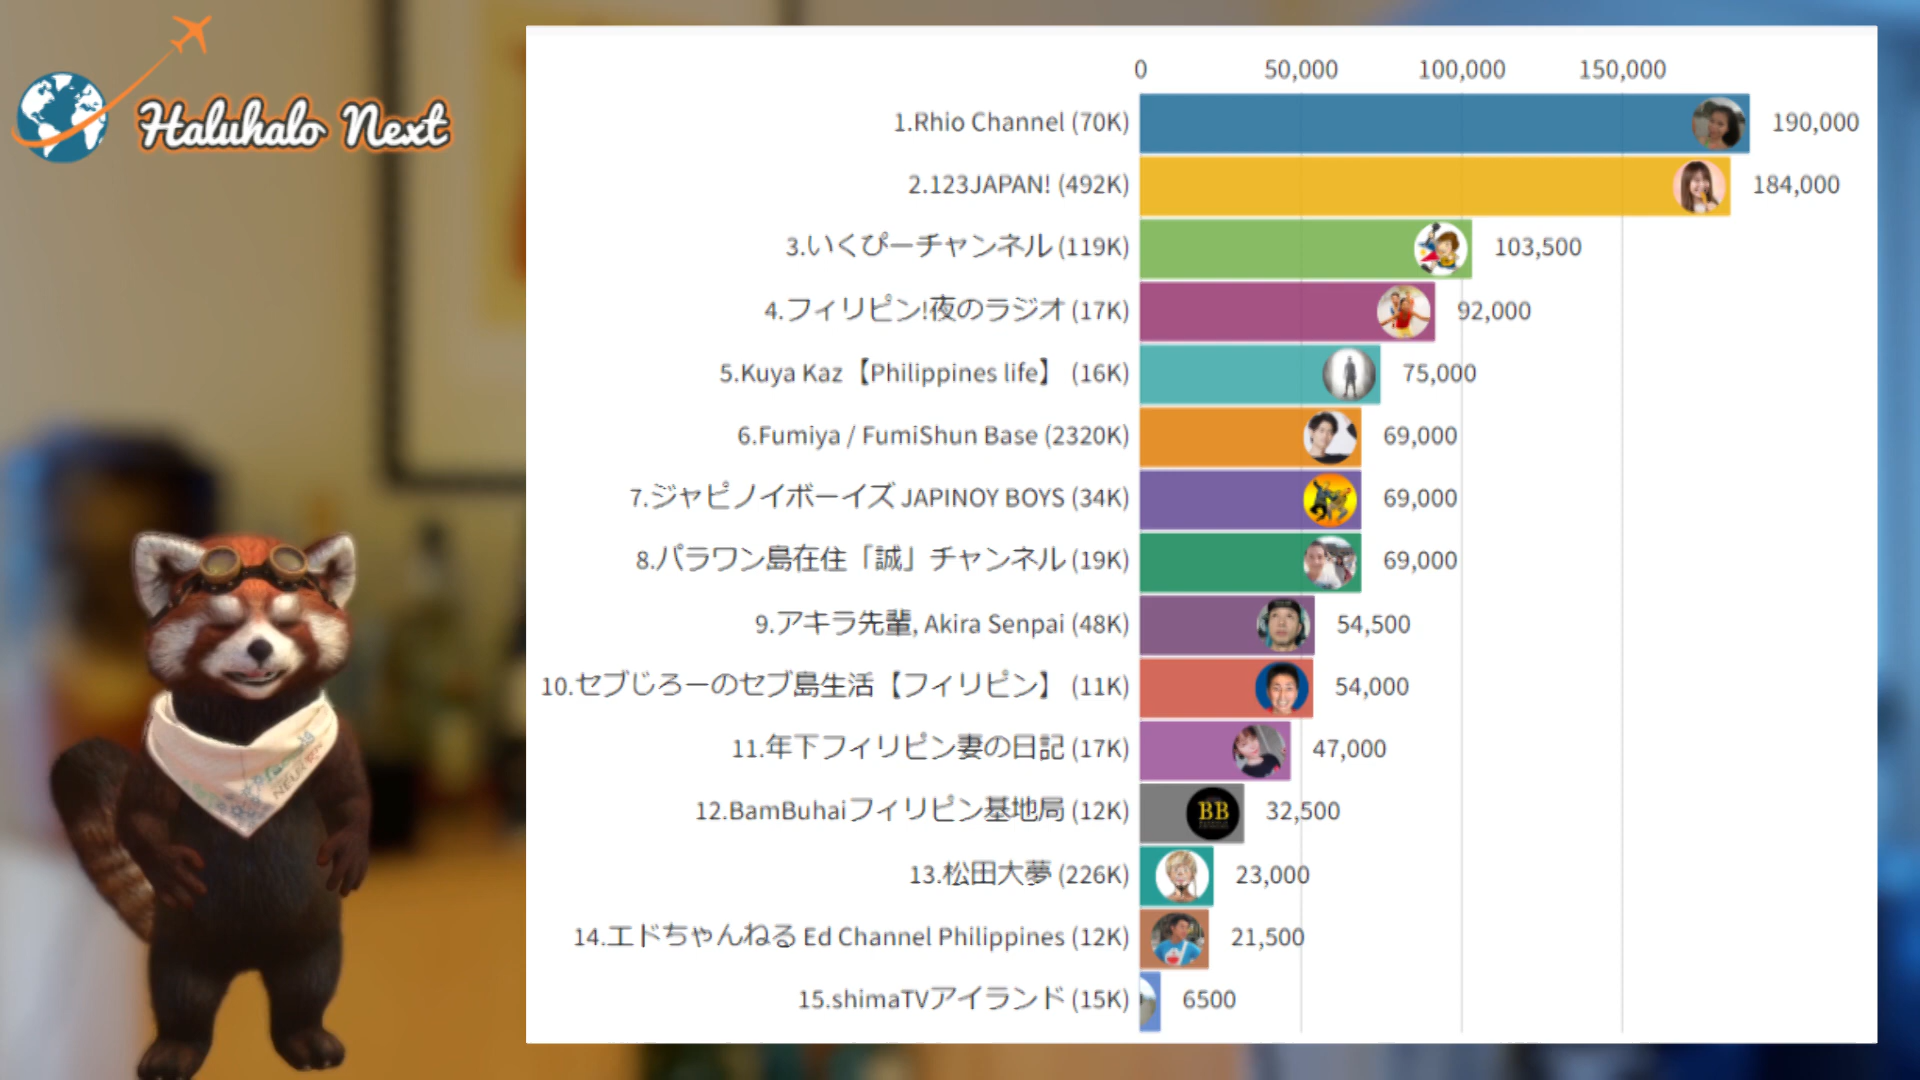 Haluhalo Next
0 50,000 100,000 150,000
1.Rhio Channel (70K) 190,000
2.123JAPAN! (492K) 184,000
3.いくぴーチャンネル (119K) 103,500
4.フィリピン!夜のラジオ (17K) 92,000
5.Kuya Kaz【Philippines life】 (16K) 75,000
6.Fumiya / FumiShun Base (2320K) 69,000
7.ジャピノイボーイズ JAPINOY BOYS (34K) 69,000
8.パラワン島在住「誠」チャンネル (19K) 69,000
9.アキラ先輩, Akira Senpai (48K) 54,500
10.セブじろーのセブ島生活【フィリピン】 (11K) 54,000
11.年下フィリピン妻の日記 (17K) 47,000
12.BamBuhaiフィリピン基地局 (12K) BB 32,500
13.松田大夢 (226K) 23,000
14.エドちゃんねる Ed Channel Philippines (12K) 21,500
15.shimaTVアイランド (15K) 6500